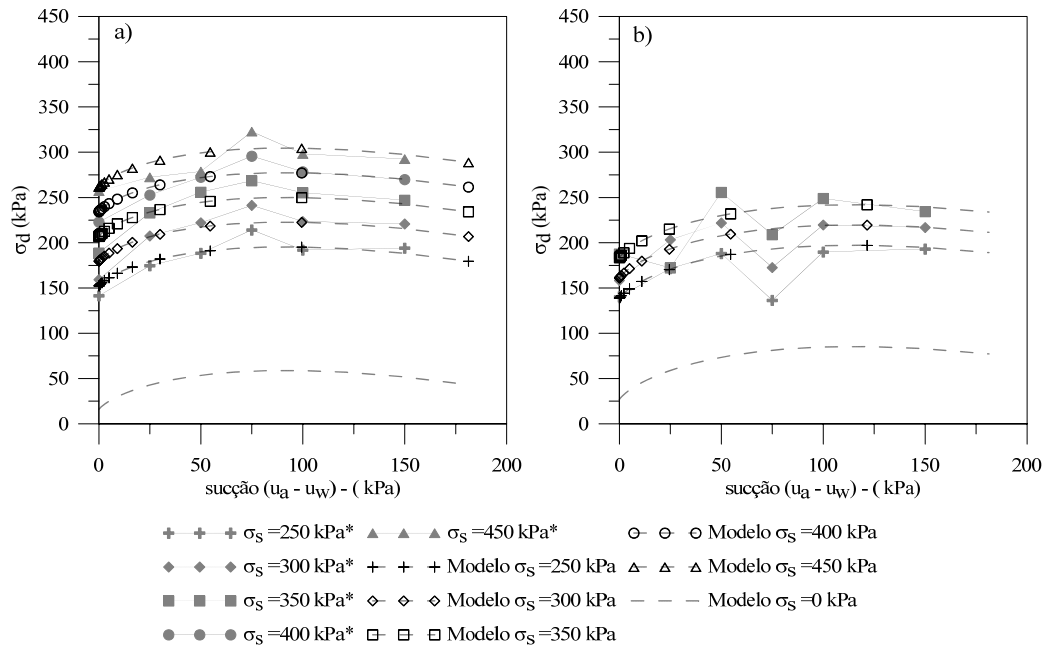 a)
b)
450
400
350
300
250
200
150
100
50
0
σd (kPa)
0
50
100
150
200
sucção (ua - uw) - ( kPa)
450
400
350
300
250
200
150
100
50
0
σd (kPa)
0
50
100
150
200
sucção (ua - uw) - ( kPa)
σs =250 kPa*
σs =450 kPa*
Modelo σs =400 kPa
σs =300 kPa*
Modelo σs =250 kPa
Modelo σs =450 kPa
σs =350 kPa*
Modelo σs =300 kPa
Modelo σs =0 kPa
σs =400 kPa*
Modelo σs =350 kPa